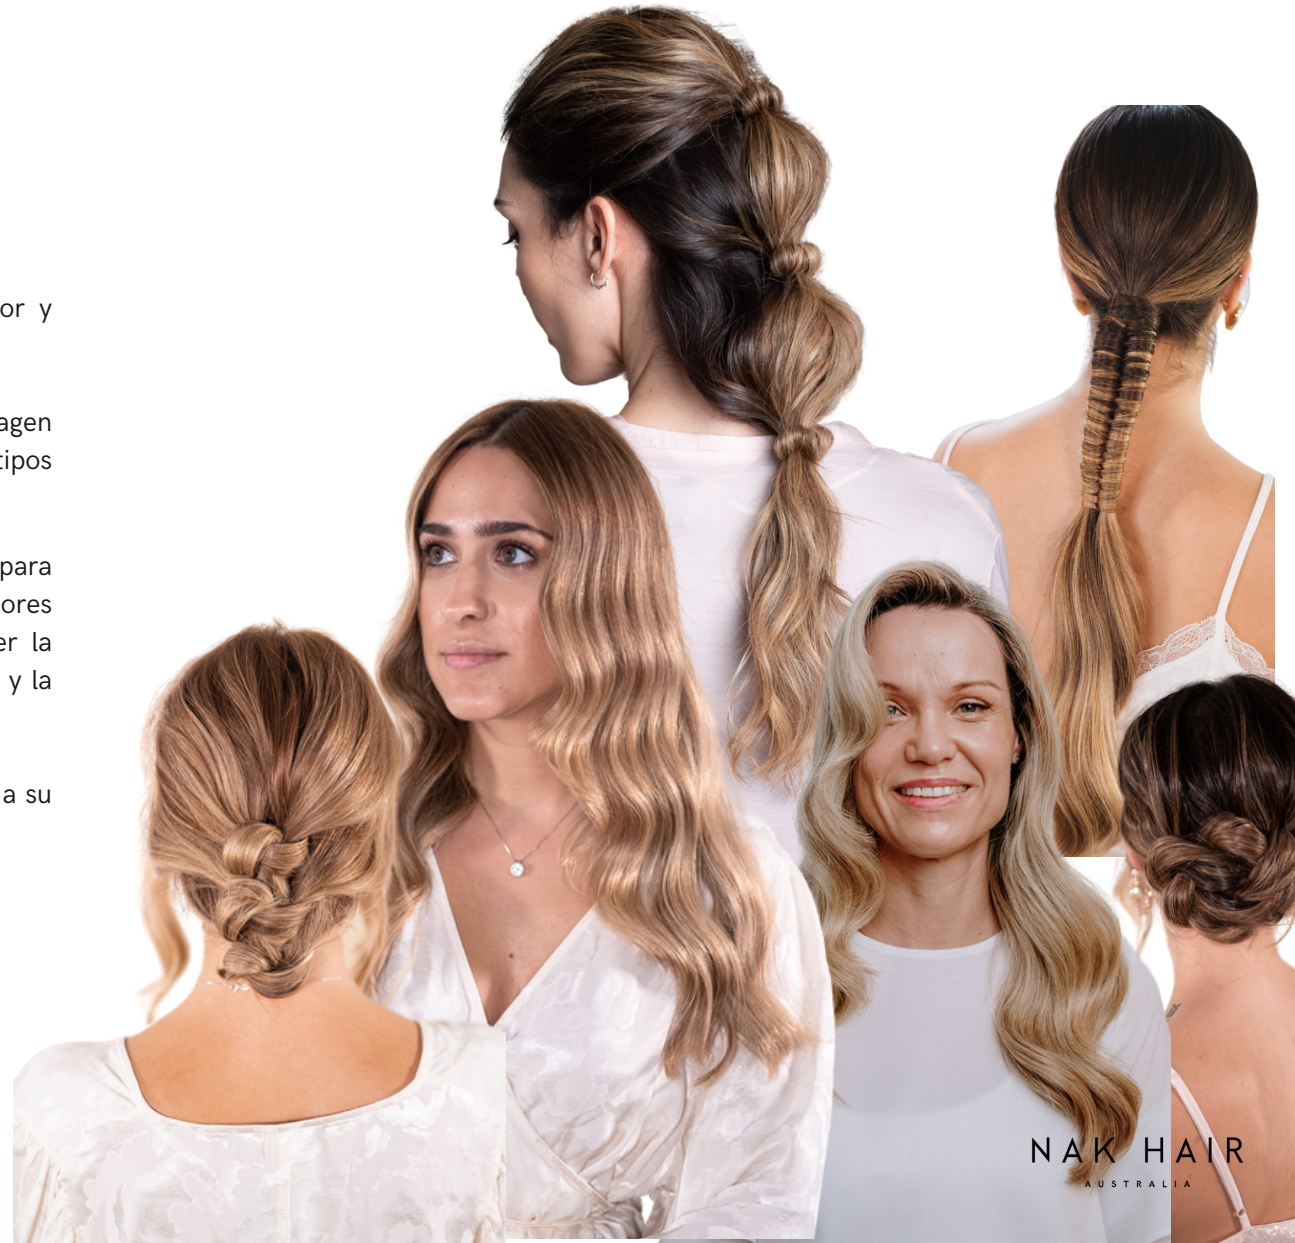 or y
agen
tipos
para
ores
er la
y la
a su
NAK HAIR
AUSTRALIA